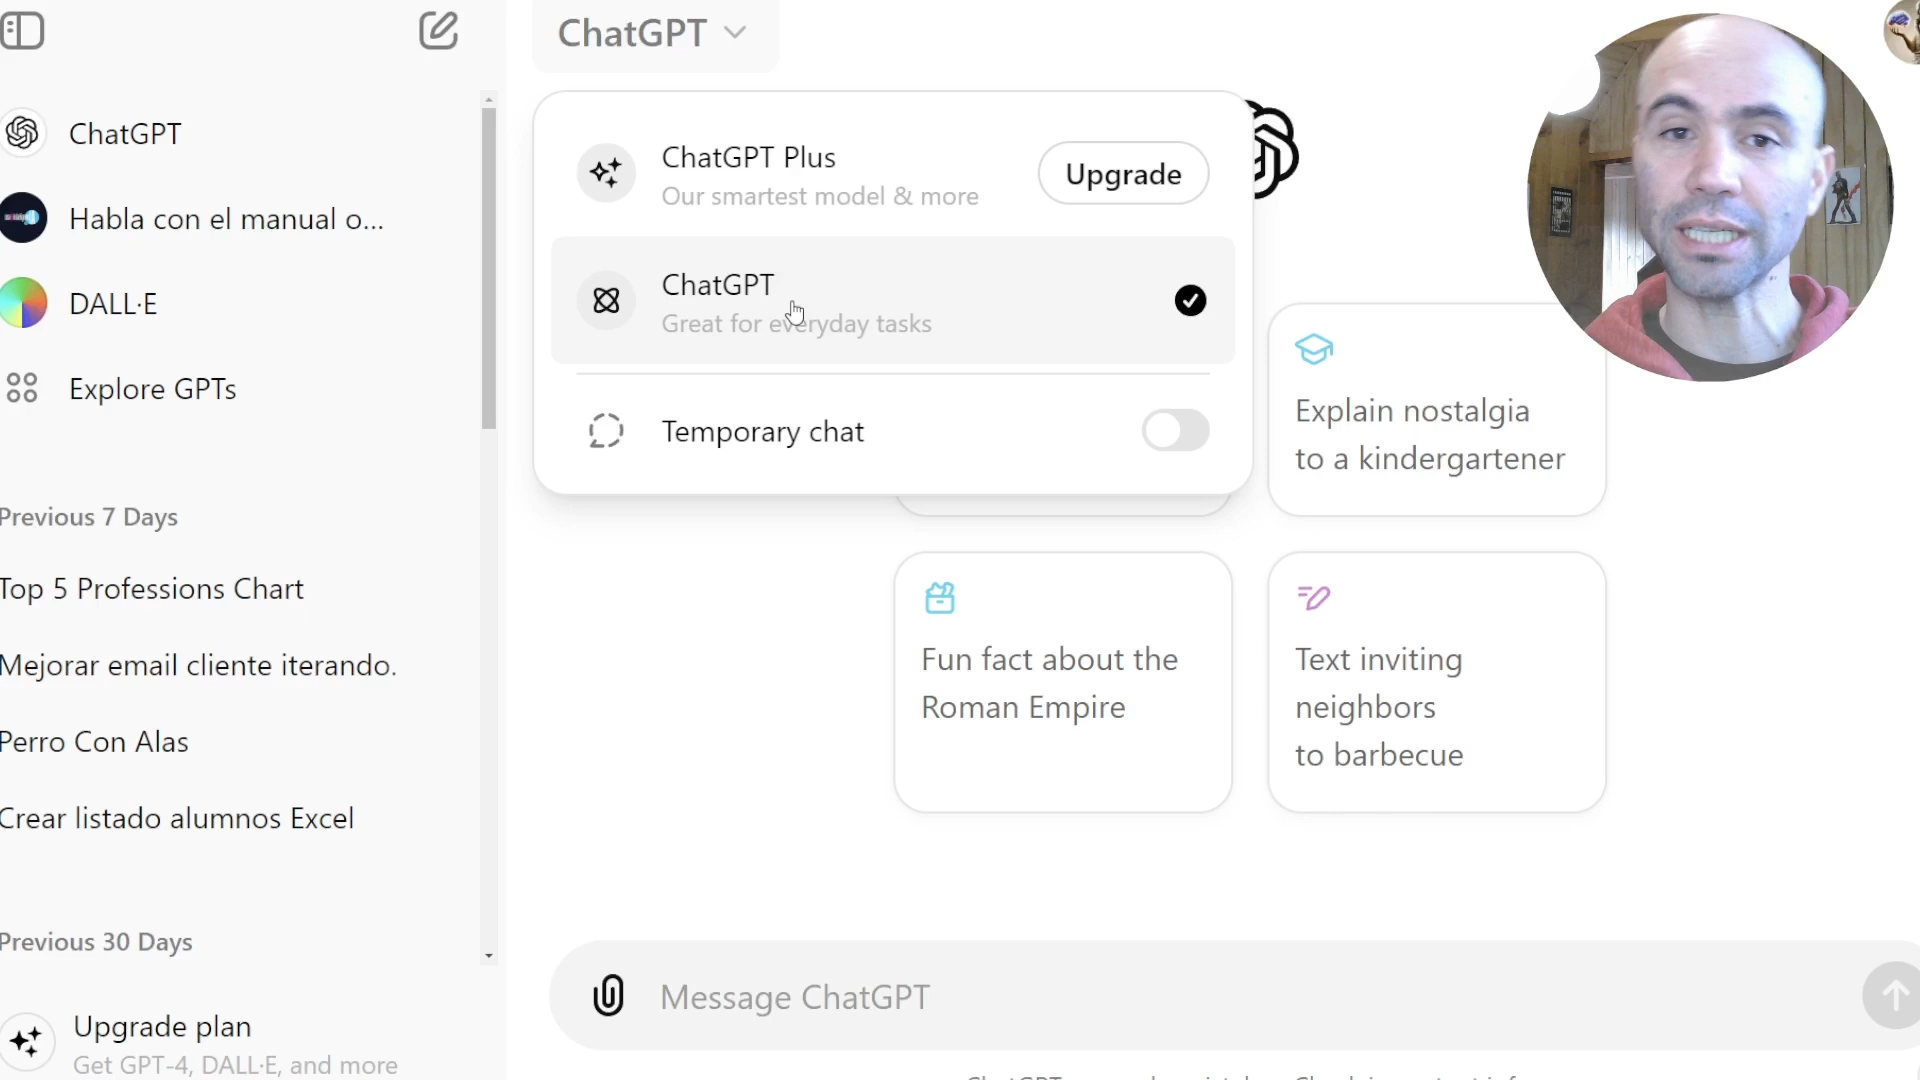 ChatGPT
ChatGPT
Habla con el manual o...
DALL·E
Explore GPTs
Previous 7 Days
Top 5 Professions Chart
Mejorar email cliente iterando.
Perro Con Alas
Crear listado alumnos Excel
Previous 30 Days
Upgrade plan
Get GPT-4, DALL·E, and more
ChatGPT Plus
Our smartest model & more
Upgrade
ChatGPT
Great for everyday tasks
Temporary chat
Explain nostalgia
to a kindergartener
Fun fact about the
Roman Empire
Text inviting
neighbors
to barbecue
Message ChatGPT